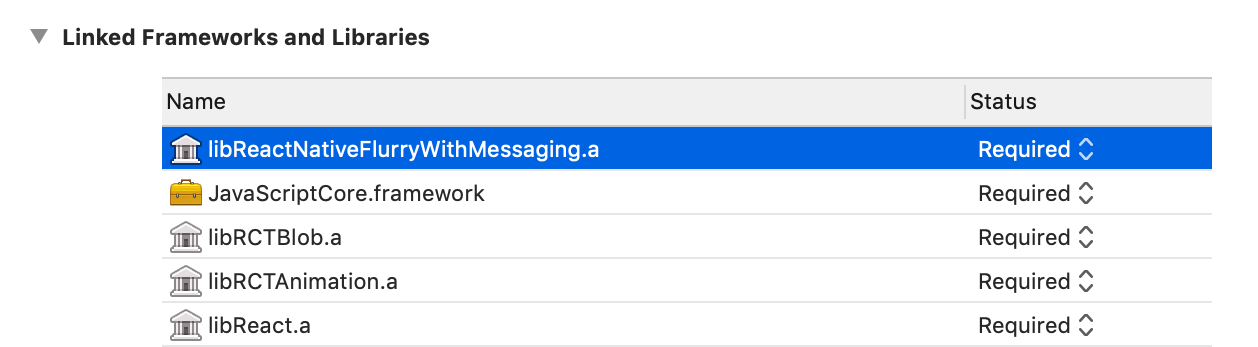 Linked Frameworks and Libraries
Name Status
libReactNativeFlurryWithMessaging.a Required
JavaScriptCore.framework Required
libRCTBlob.a Required
libRCTAnimation.a Required
libReact.a Required